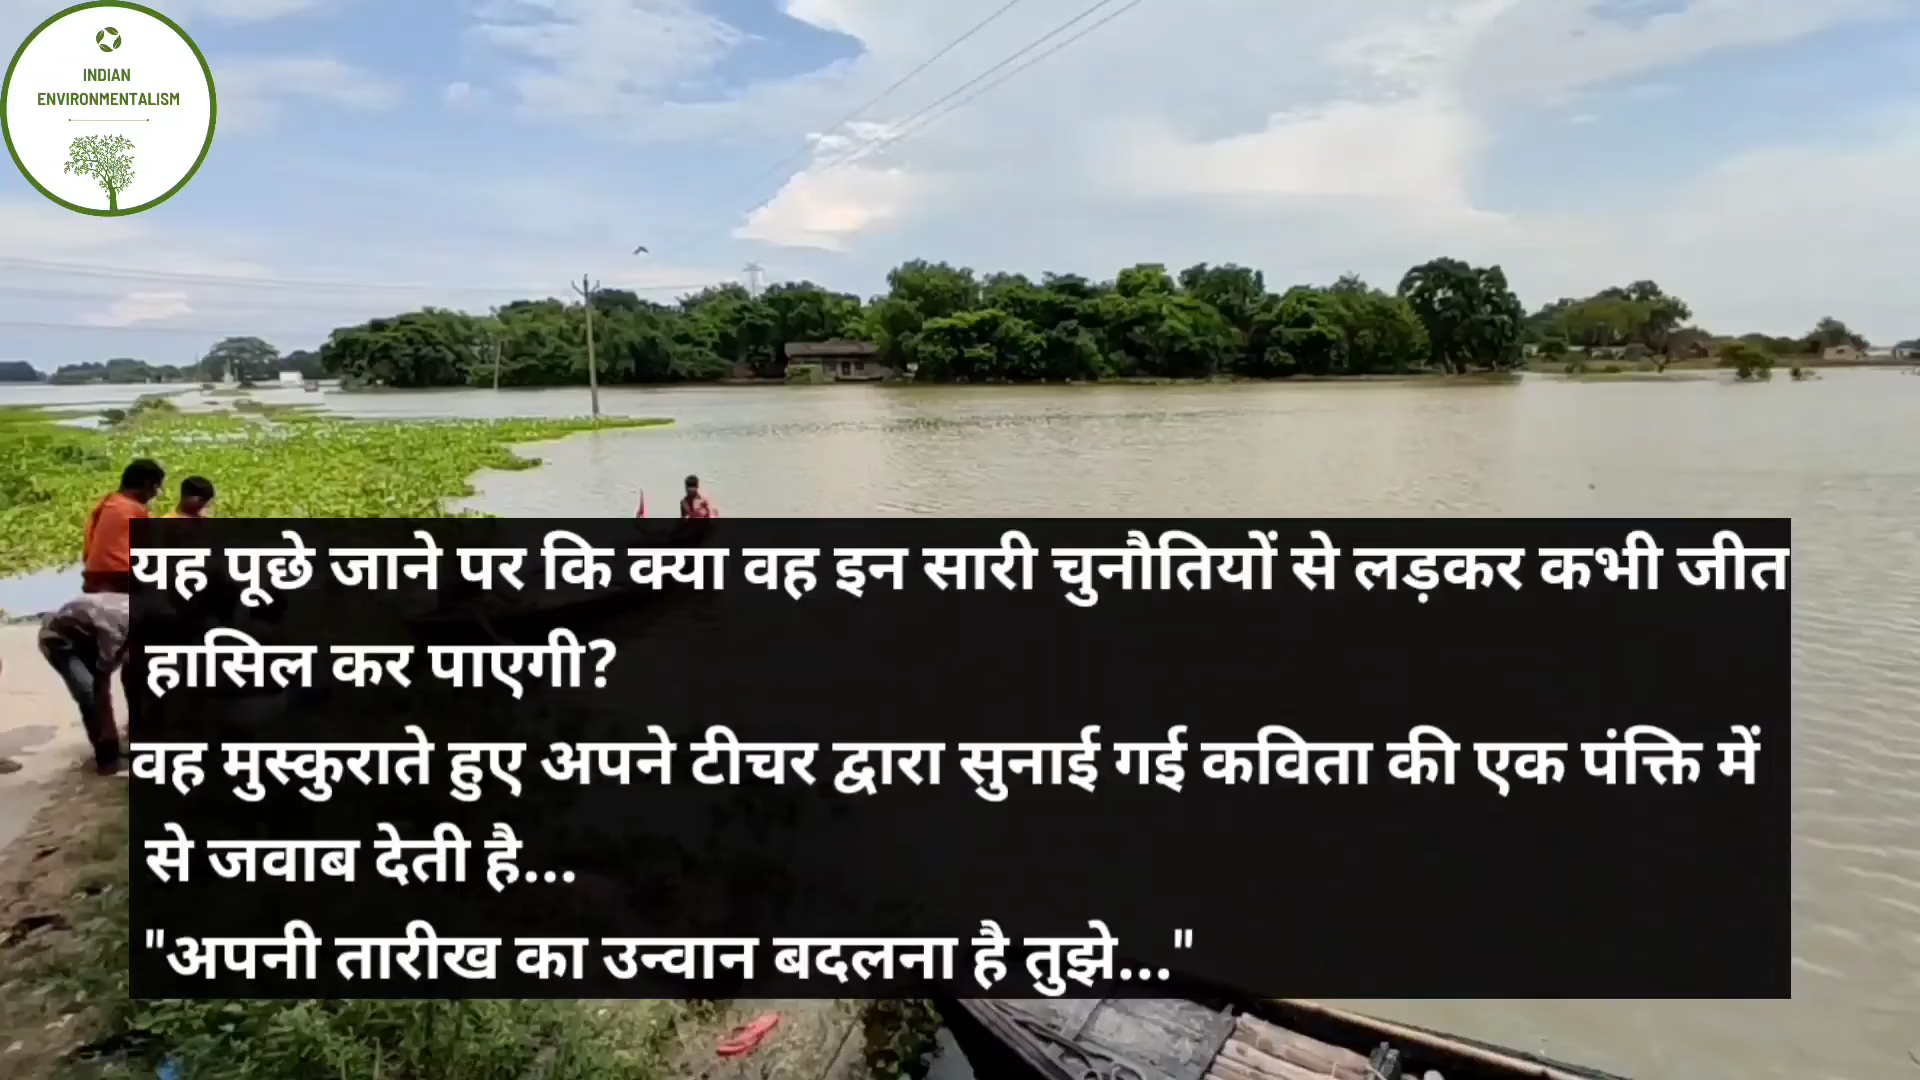 INDIAN
ENVIRONMENTALISM
यह पूछे जाने पर कि क्या वह इन सारी चुनौतियों से लड़कर कभी जीत
हासिल कर पाएगी?
वह मुस्कुराते हुए अपने टीचर द्वारा सुनाई गई कविता की एक पंक्ति में
से जवाब देती है...
"अपनी तारीख का उन्वान बदलना है तुझे..."